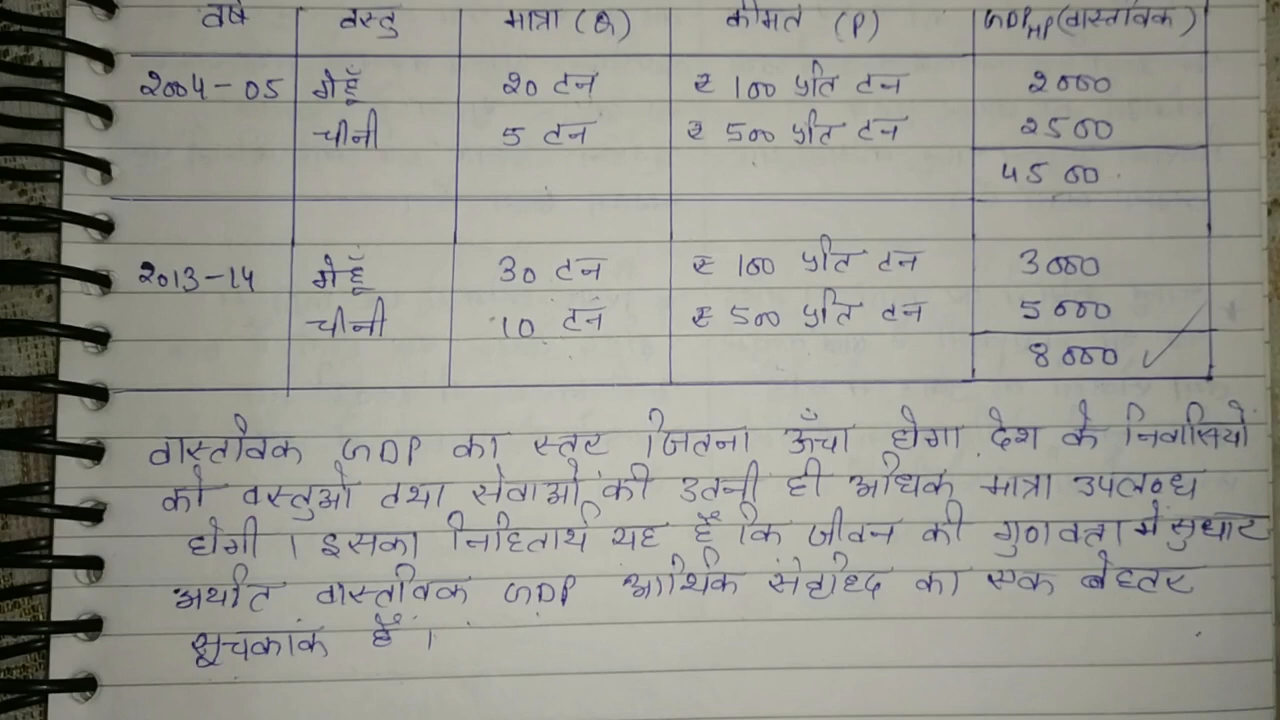 वर्ष वस्तु मात्रा (Q) कीमत (P) GDPMP (वास्तविक)
2004-05 गेहूँ 20 टन ₹ 100 प्रति टन 2000
चीनी 5 टन ₹ 500 प्रति टन 2500
4500
2013-14 गेहूँ 30 टन ₹ 100 प्रति टन 3000
चीनी 10 टन ₹ 500 प्रति टन 5000
8000 ✓
वास्तविक GDP का स्तर जितना ऊँचा होगा देश के निवासियो
को वस्तुओ तथा सेवाओं की उतनी ही अधिक मात्रा उपलब्ध
होगी । इसका निहितार्थ यह है कि जीवन की गुणवत्ता मे सुधार
अर्थात वास्तविक GDP आर्थिक संवृध्दि का एक बेहतर
सूचकांक है ।